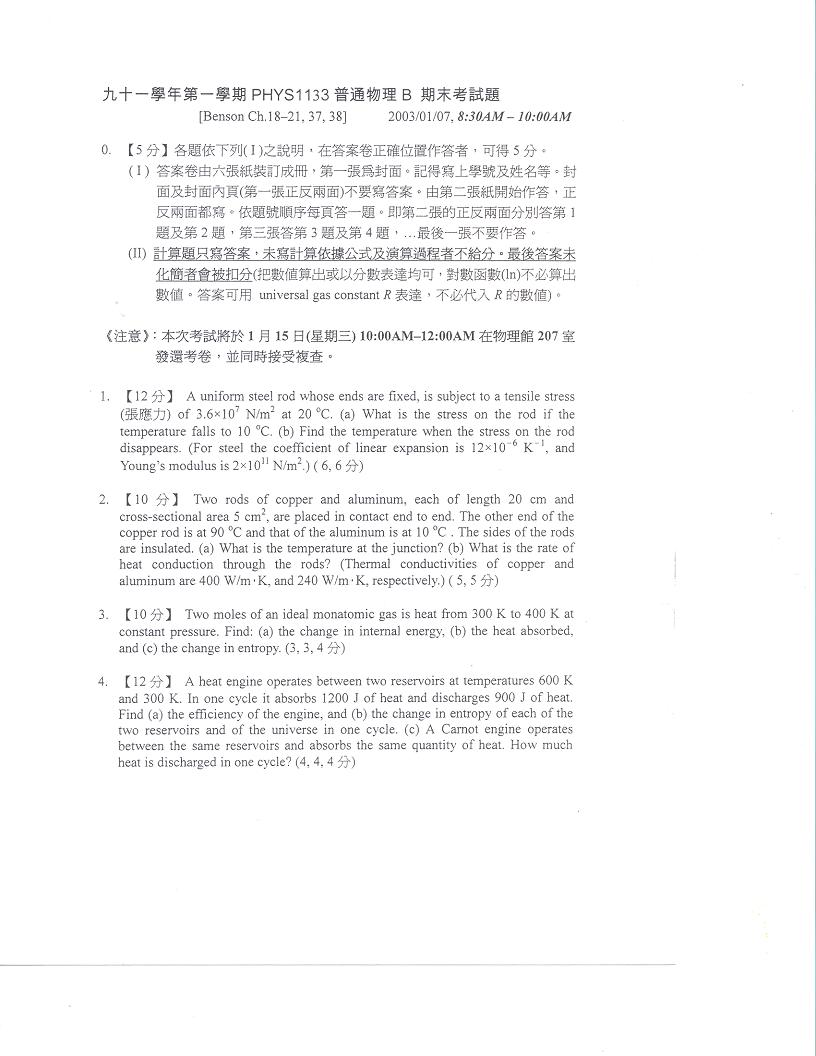 九十一學年第一學期 PHYS1133 普通物理 B 期末考試題
[Benson Ch.18–21, 37, 38] 2003/01/07, 8:30AM – 10:00AM
0. 【5 分】各題依下列( I )之說明，在答案卷正確位置作答者，可得 5 分。
( I ) 答案卷由六張紙裝訂成冊，第一張爲封面。記得寫上學號及姓名等。封
面及封面內頁(第一張正反兩面)不要寫答案。由第二張紙開始作答，正
反兩面都寫。依題號順序每頁答一題。即第二張的正反兩面分別答第 1
題及第 2 題，第三張答第 3 題及第 4 題，…最後一張不要作答。
(II) 計算題只寫答案，未寫計算依據公式及演算過程者不給分。最後答案未
化簡者會被扣分(把數値算出或以分數表達均可，對數函數(ln)不必算出
數値。答案可用 universal gas constant R 表達，不必代入 R 的數値)。
《注意》：本次考試將於 1 月 15 日(星期三) 10:00AM–12:00AM 在物理館 207 室
發還考卷，並同時接受複查。
1. 【12 分】 A uniform steel rod whose ends are fixed, is subject to a tensile stress
(張應力) of 3.6×10⁷ N/m² at 20 °C. (a) What is the stress on the rod if the
temperature falls to 10 °C. (b) Find the temperature when the stress on the rod
disappears. (For steel the coefficient of linear expansion is 12×10⁻⁶ K⁻¹, and
Young's modulus is 2×10¹¹ N/m².) ( 6, 6 分)
2. 【10 分】 Two rods of copper and aluminum, each of length 20 cm and
cross-sectional area 5 cm², are placed in contact end to end. The other end of the
copper rod is at 90 °C and that of the aluminum is at 10 °C . The sides of the rods
are insulated. (a) What is the temperature at the junction? (b) What is the rate of
heat conduction through the rods? (Thermal conductivities of copper and
aluminum are 400 W/m·K, and 240 W/m·K, respectively.) ( 5, 5 分)
3. 【10 分】 Two moles of an ideal monatomic gas is heat from 300 K to 400 K at
constant pressure. Find: (a) the change in internal energy, (b) the heat absorbed,
and (c) the change in entropy. (3, 3, 4 分)
4. 【12 分】 A heat engine operates between two reservoirs at temperatures 600 K
and 300 K. In one cycle it absorbs 1200 J of heat and discharges 900 J of heat.
Find (a) the efficiency of the engine, and (b) the change in entropy of each of the
two reservoirs and of the universe in one cycle. (c) A Carnot engine operates
between the same reservoirs and absorbs the same quantity of heat. How much
heat is discharged in one cycle? (4, 4, 4 分)